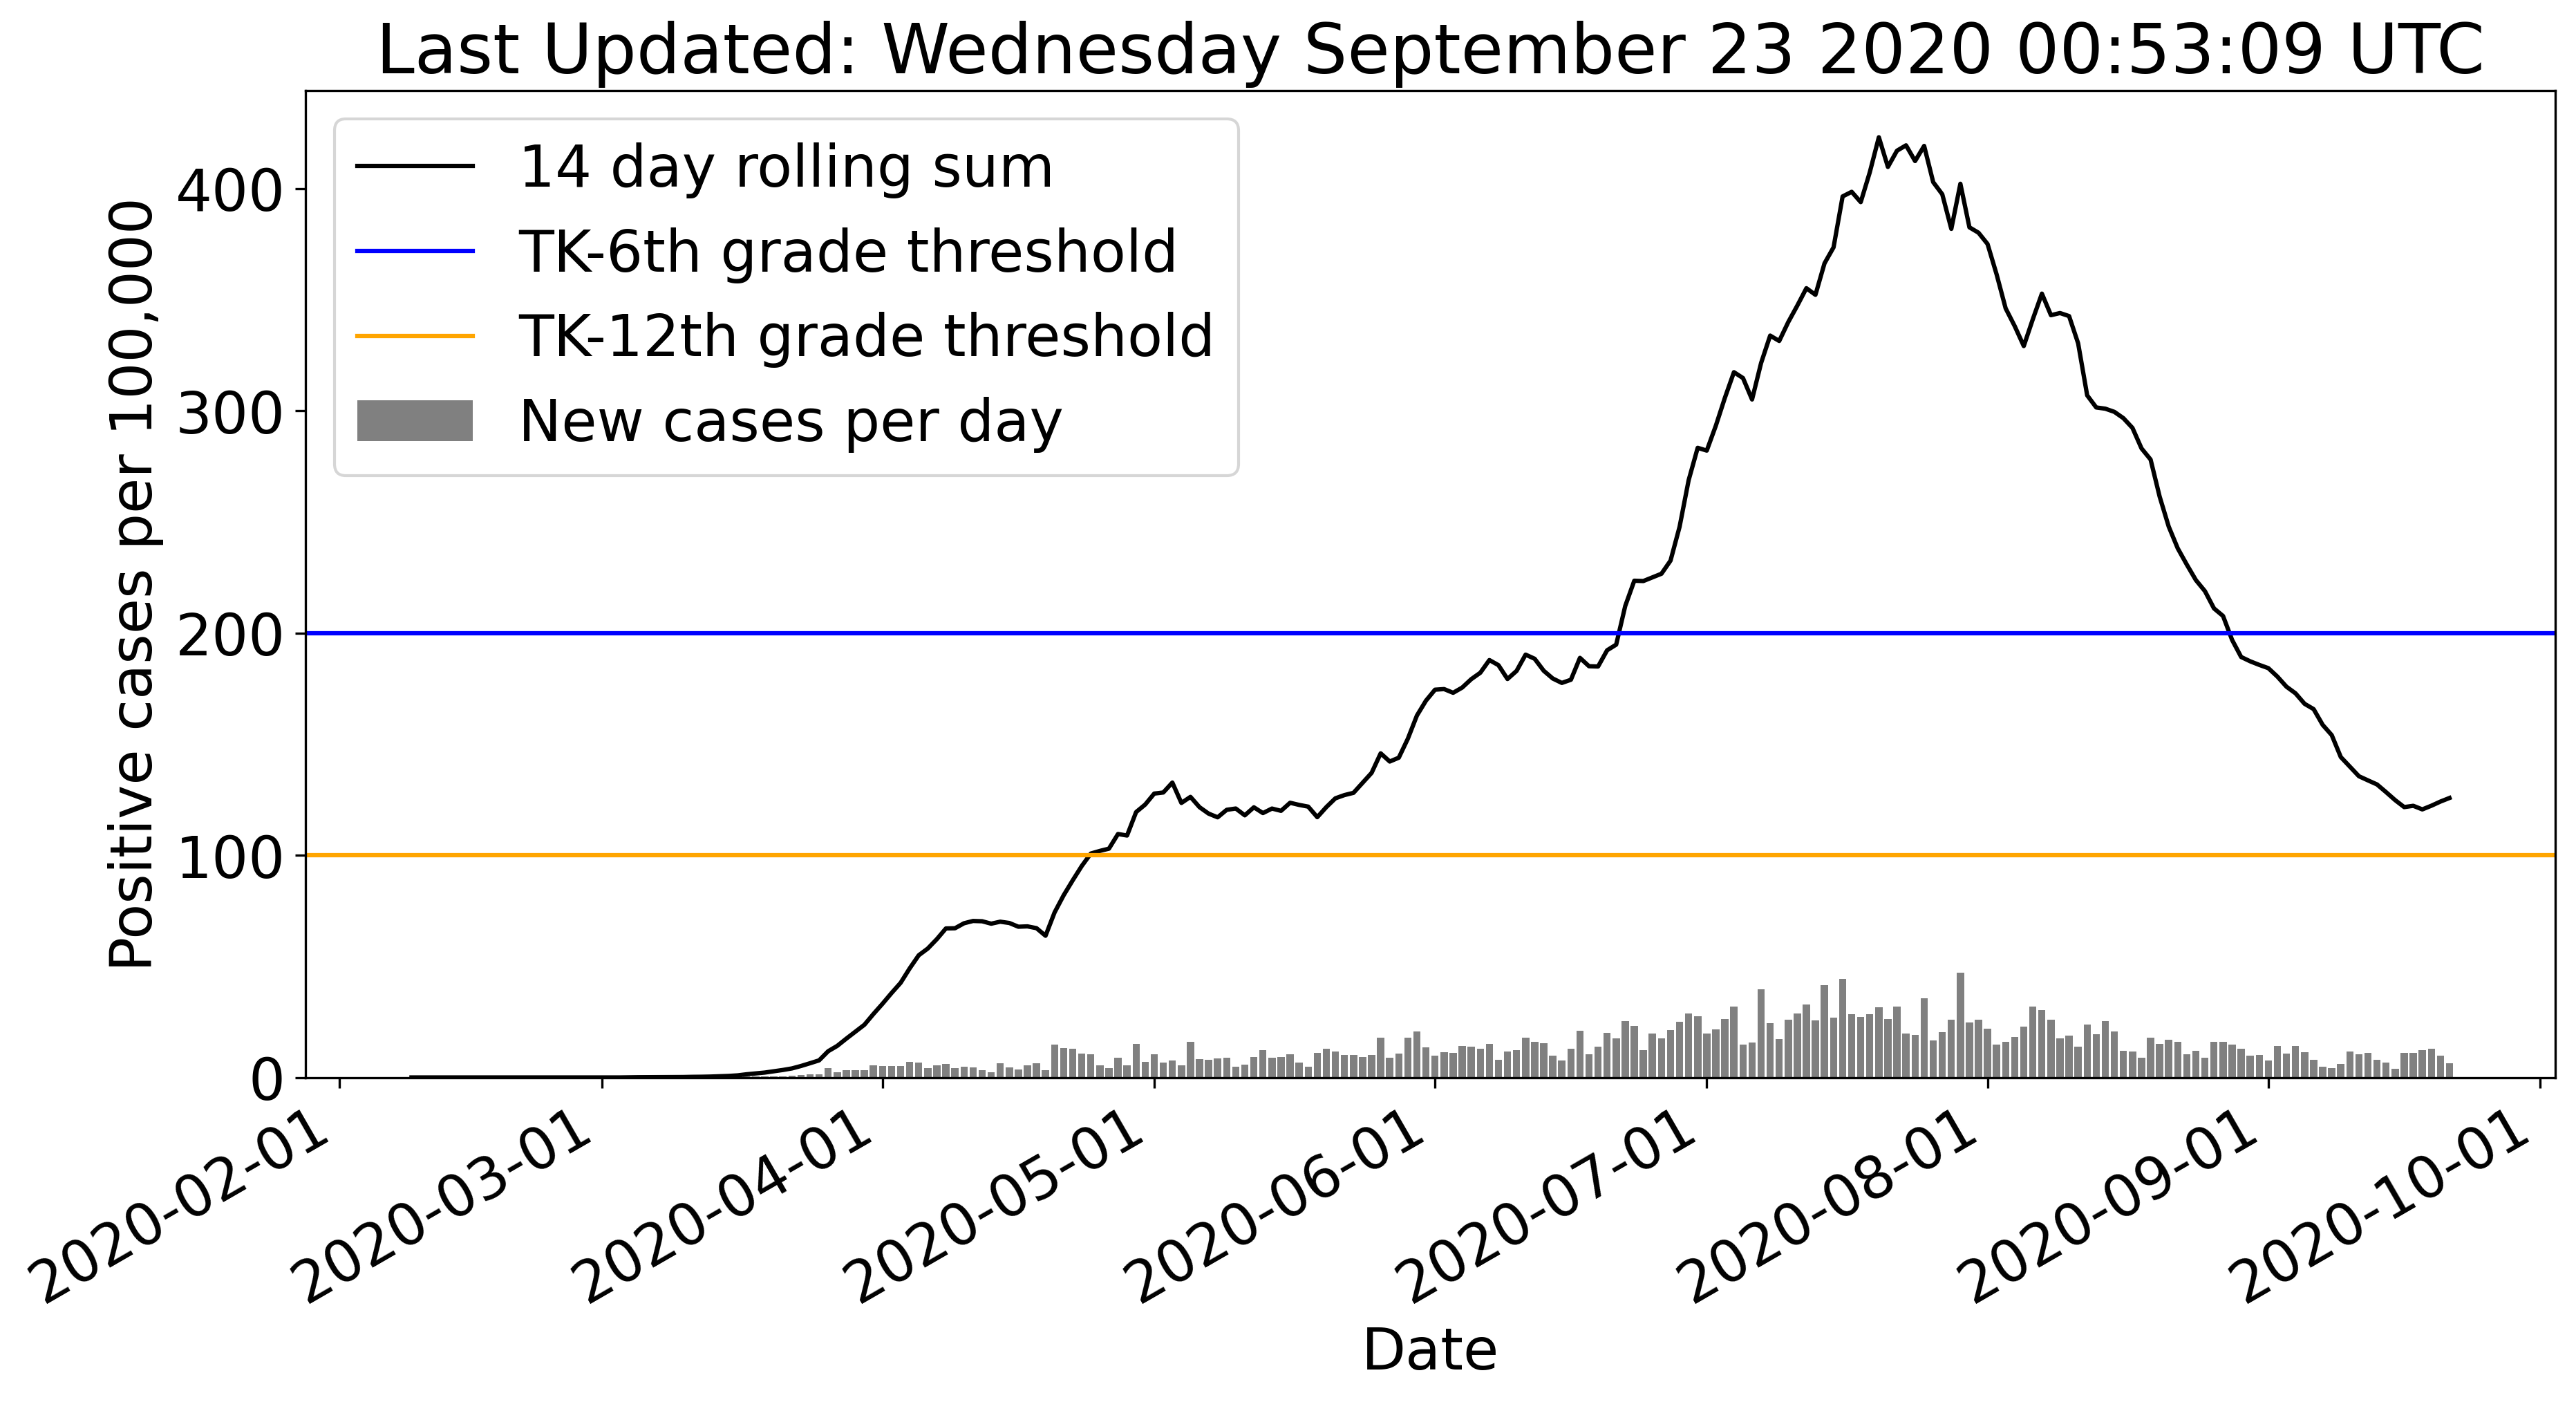 Last Updated: Wednesday September 23 2020 00:53:09 UTC
14 day rolling sum
TK-6th grade threshold
TK-12th grade threshold
New cases per day
Positive cases per 100,000
400
300
200
100
0
2020-02-01
2020-03-01
2020-04-01
2020-05-01
2020-06-01
2020-07-01
2020-08-01
2020-09-01
2020-10-01
Date